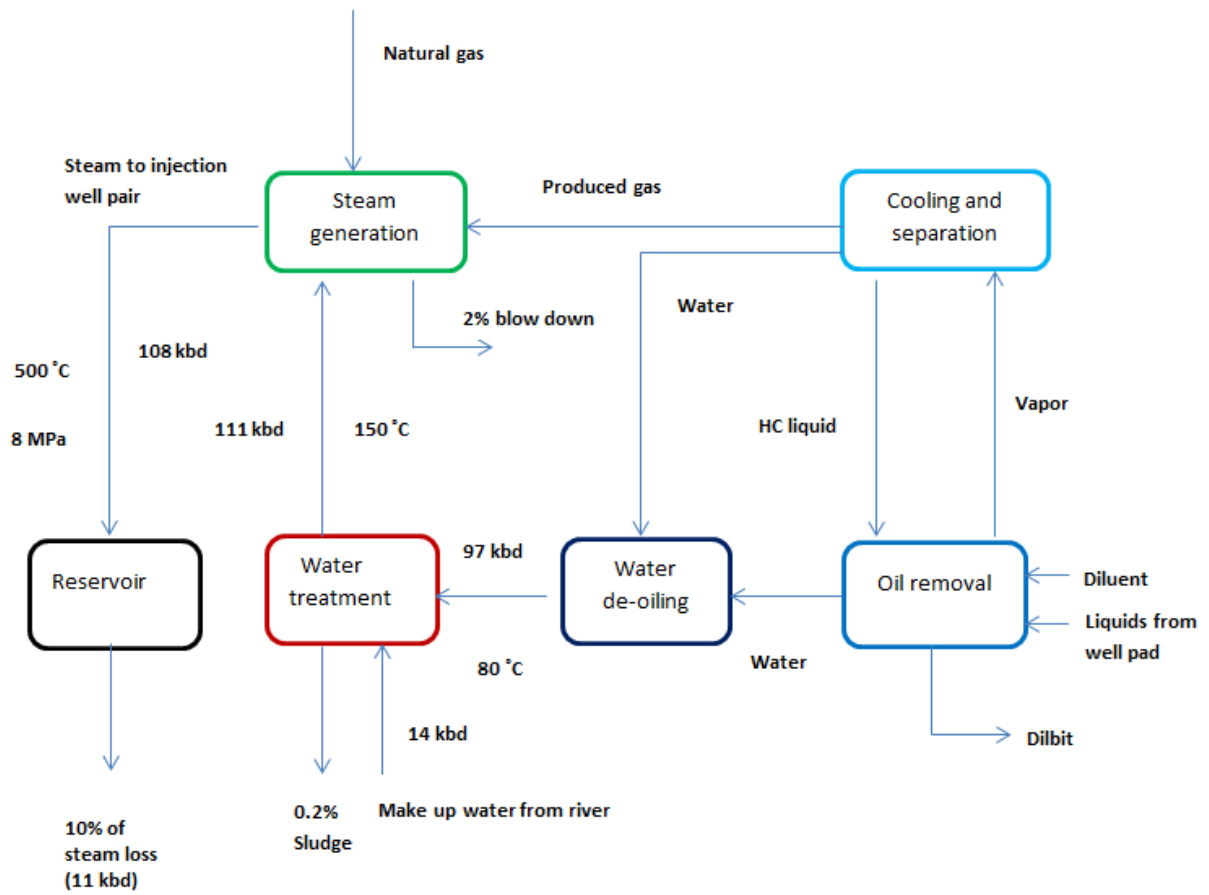 Natural gas
Steam to injection
well pair
Steam
generation
Produced gas
Cooling and
separation
2% blow down
Water
108 kbd
500 ˚C
8 MPa
111 kbd
150 ˚C
HC liquid
Vapor
Reservoir
Water
treatment
97 kbd
80 ˚C
Water
de-oiling
Water
Oil removal
Diluent
Liquids from
well pad
Dilbit
14 kbd
10% of
steam loss
(11 kbd)
0.2%
Sludge
Make up water from river